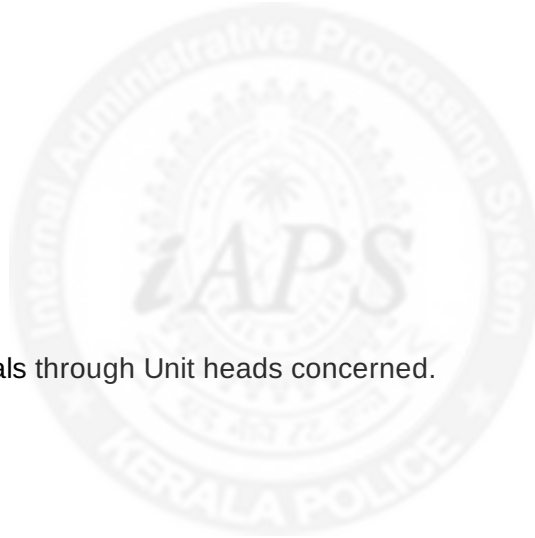 Internal Administrative Processing System
iAPS
als through Unit heads concerned.
KERALA POLICE